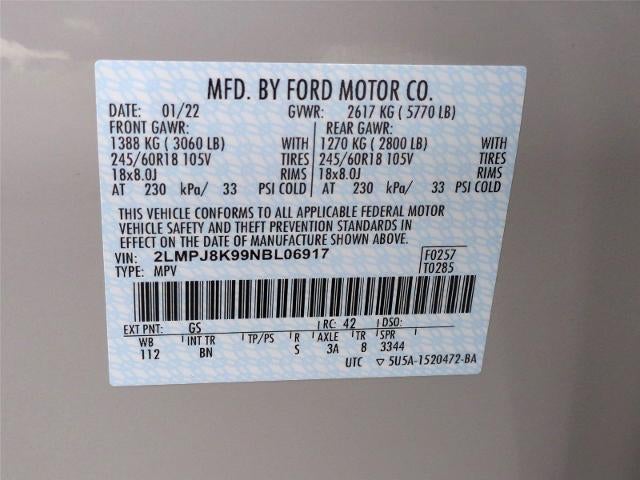 MFD. BY FORD MOTOR CO.
DATE: 01/22 GVWR: 2617 KG ( 5770 LB)
FRONT GAWR: REAR GAWR:
1388 KG ( 3060 LB) WITH 1270 KG ( 2800 LB) WITH
245/60R18 105V TIRES 245/60R18 105V TIRES
18x8.0J RIMS 18x8.0J RIMS
AT 230 kPa/ 33 PSI COLD AT 230 kPa/ 33 PSI COLD
THIS VEHICLE CONFORMS TO ALL APPLICABLE FEDERAL MOTOR
VEHICLE SAFETY AND THEFT PREVENTION STANDARDS IN
EFFECT ON THE DATE OF MANUFACTURE SHOWN ABOVE.
VIN: 2LMPJ8K99NBL06917 F0257
TYPE: MPV T0285
EXT PNT: GS RC: 42 DSO:
WB INT TR TP/PS R AXLE TR SPR
112 BN S 3A 8 3344
UTC ▽ 5U5A-1520472-BA